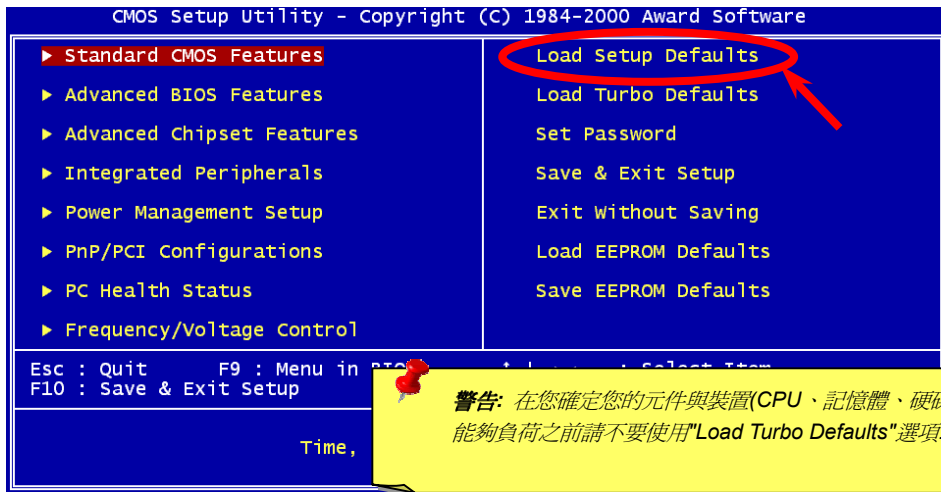 CMOS Setup Utility - Copyright (C) 1984-2000 Award Software
▶ Standard CMOS Features
▶ Advanced BIOS Features
▶ Advanced Chipset Features
▶ Integrated Peripherals
▶ Power Management Setup
▶ PnP/PCI Configurations
▶ PC Health Status
▶ Frequency/Voltage Control
Load Setup Defaults
Load Turbo Defaults
Set Password
Save & Exit Setup
Exit Without Saving
Load EEPROM Defaults
Save EEPROM Defaults
Esc : Quit F9 : Menu in : Select Item
F10 : Save & Exit Setup
Time,
警告: 在您確定您的元件與裝置(CPU、記憶體、硬
能夠負荷之前請不要使用"Load Turbo Defaults"選項